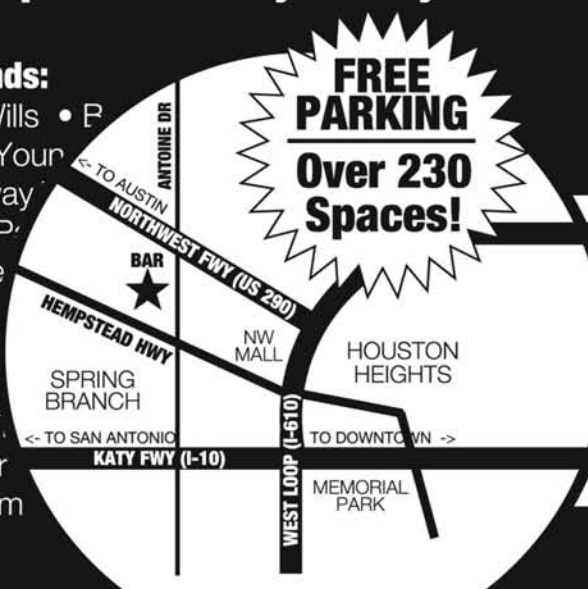 FREE
PARKING
Over 230
Spaces!
ANTOINE DR
<- TO AUSTIN
NORTHWEST FWY (US 290)
BAR
HEMPSTEAD HWY
NW
MALL
HOUSTON
HEIGHTS
SPRING
BRANCH
<- TO SAN ANTONIO
TO DOWNTOWN ->
KATY FWY (I-10)
WEST LOOP (I-610)
MEMORIAL
PARK